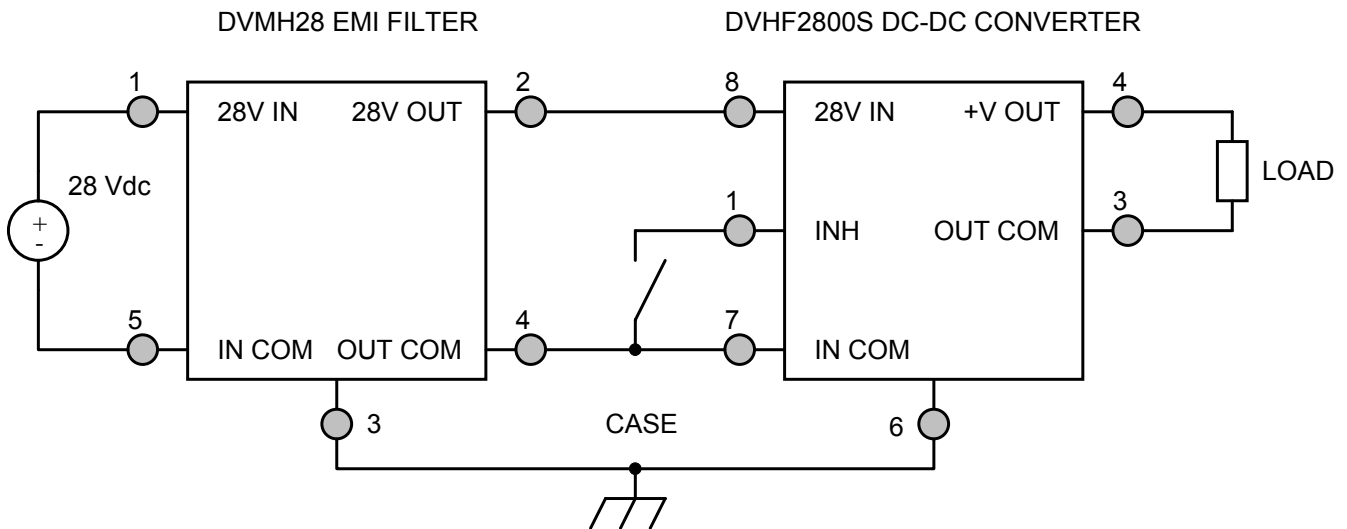 DVMH28 EMI FILTER DVHF2800S DC-DC CONVERTER
1 2 8 4
28V IN 28V OUT 28V IN +V OUT
28 Vdc
+
-
LOAD
1 3
INH OUT COM
5 4 7
IN COM OUT COM IN COM
3 CASE 6